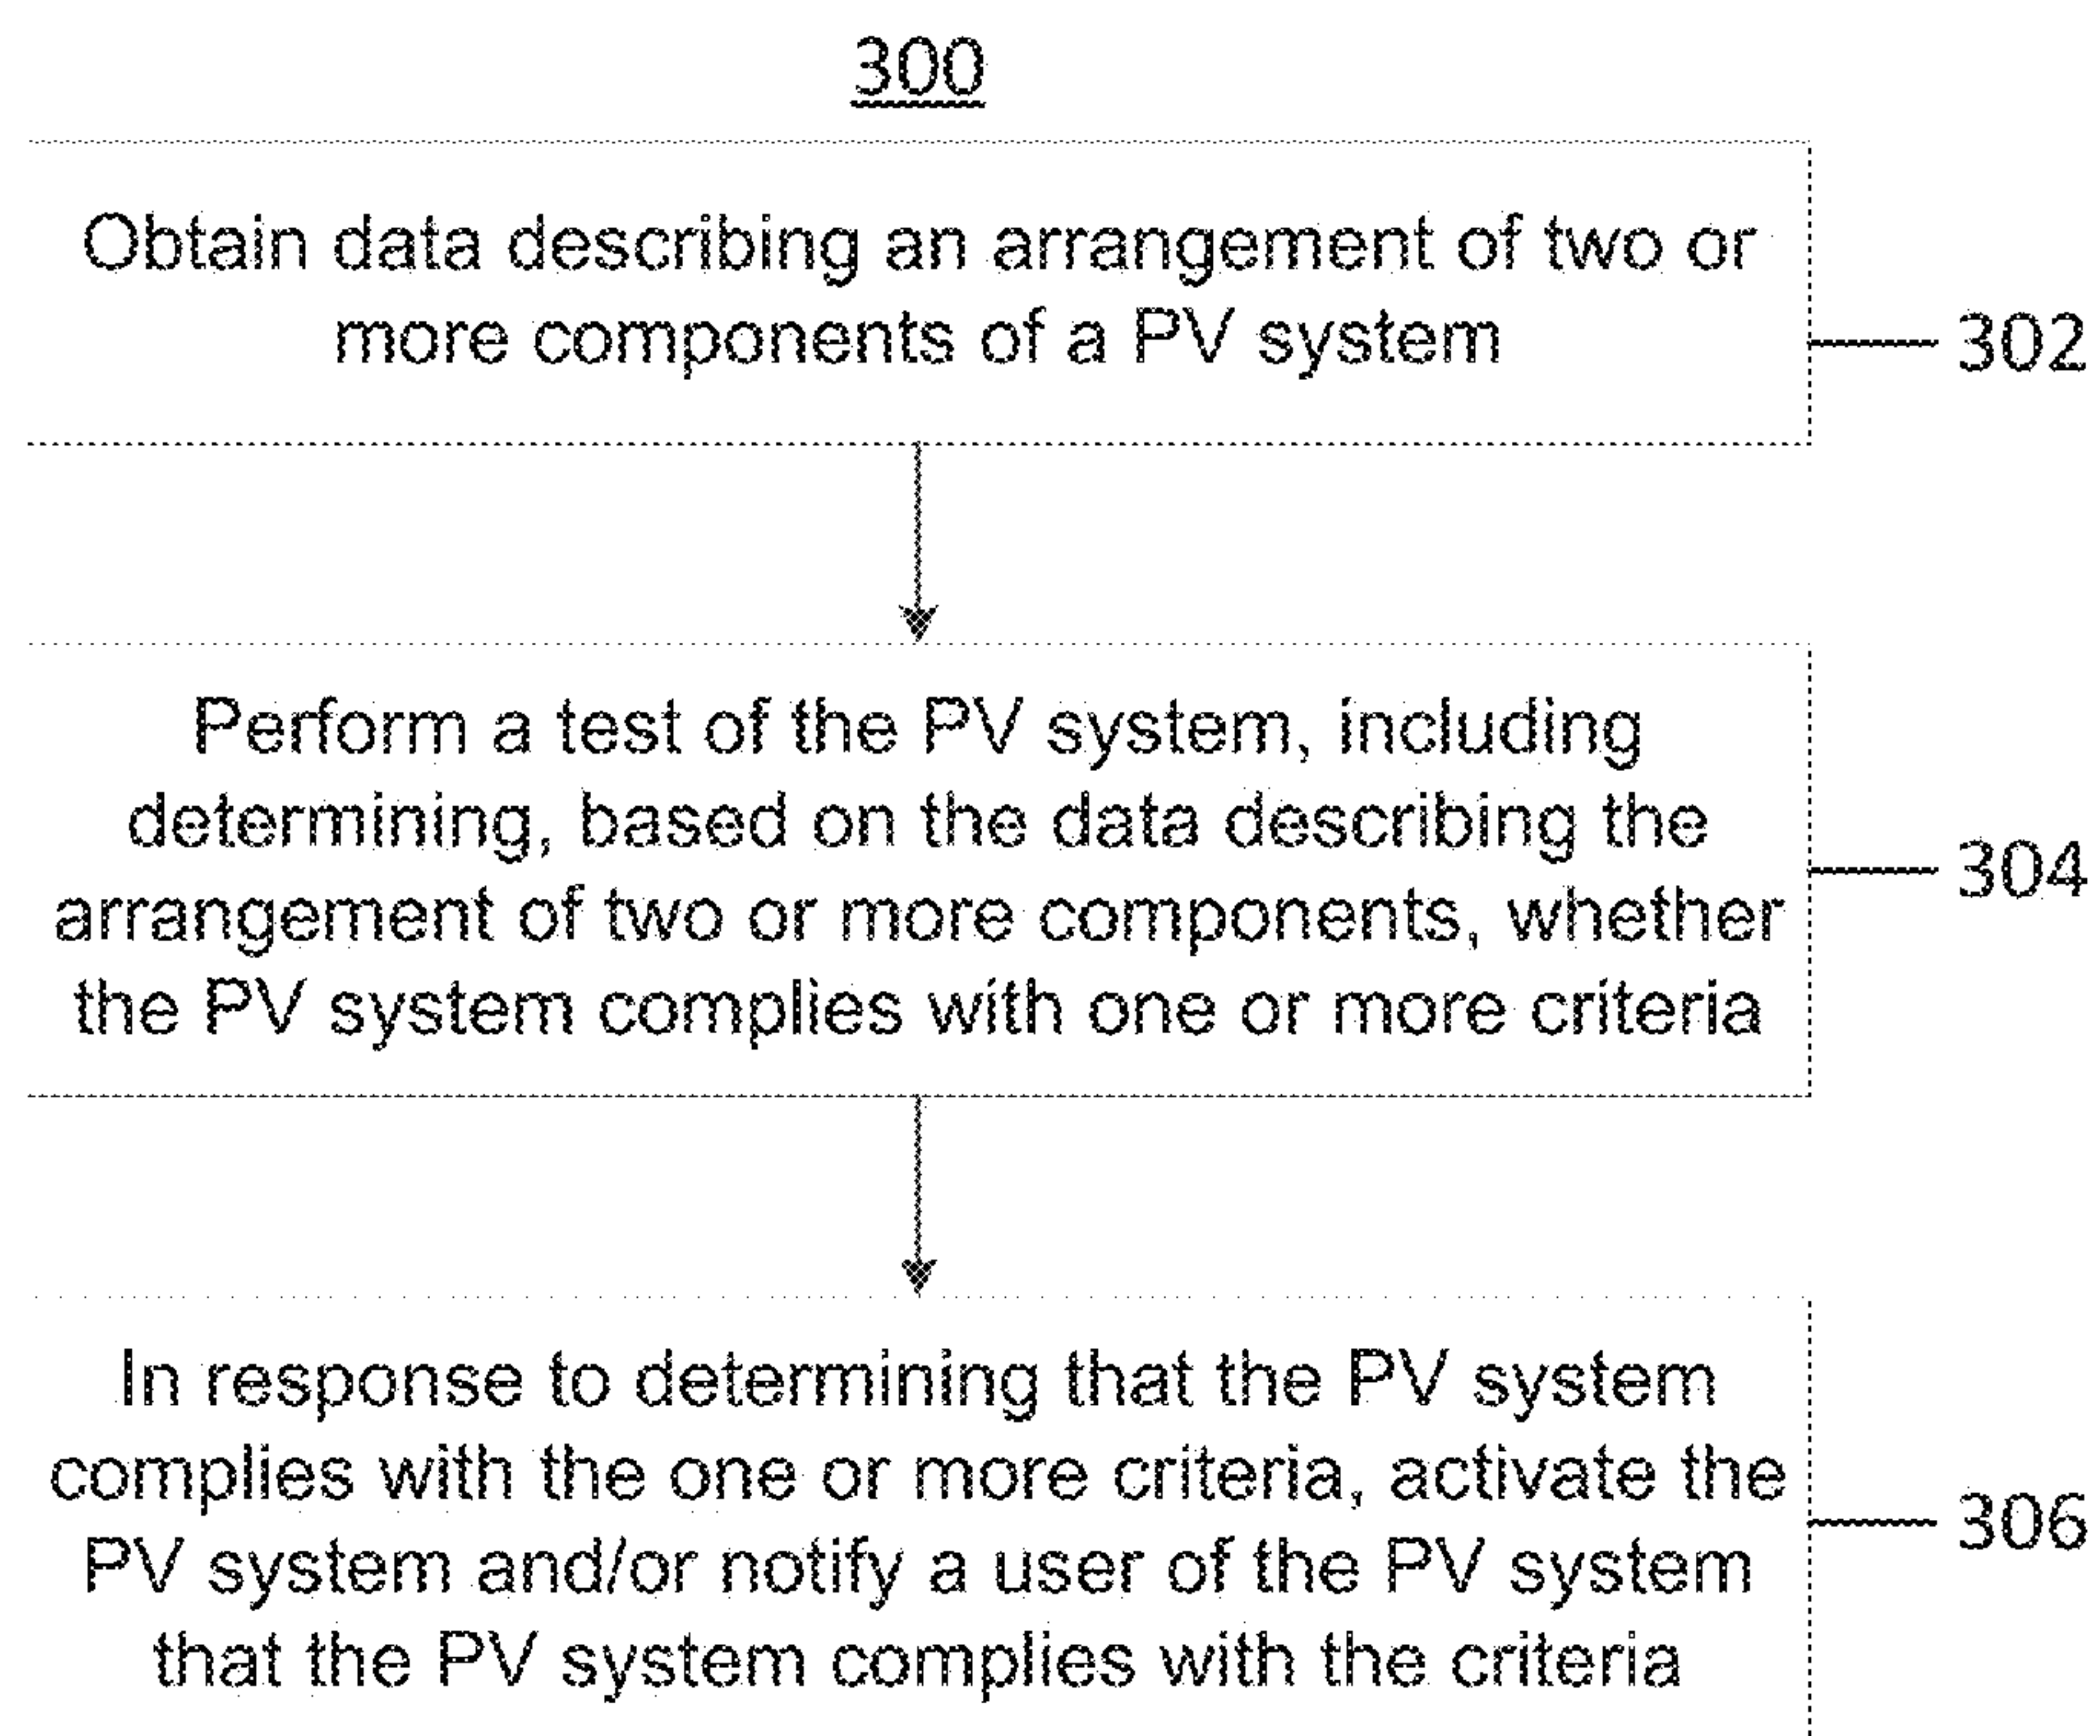 300
Obtain data describing an arrangement of two or
more components of a PV system
302
Perform a test of the PV system, including
determining, based on the data describing the
arrangement of two or more components, whether
the PV system complies with one or more criteria
304
In response to determining that the PV system
complies with the one or more criteria, activate the
PV system and/or notify a user of the PV system
that the PV system complies with the criteria
306